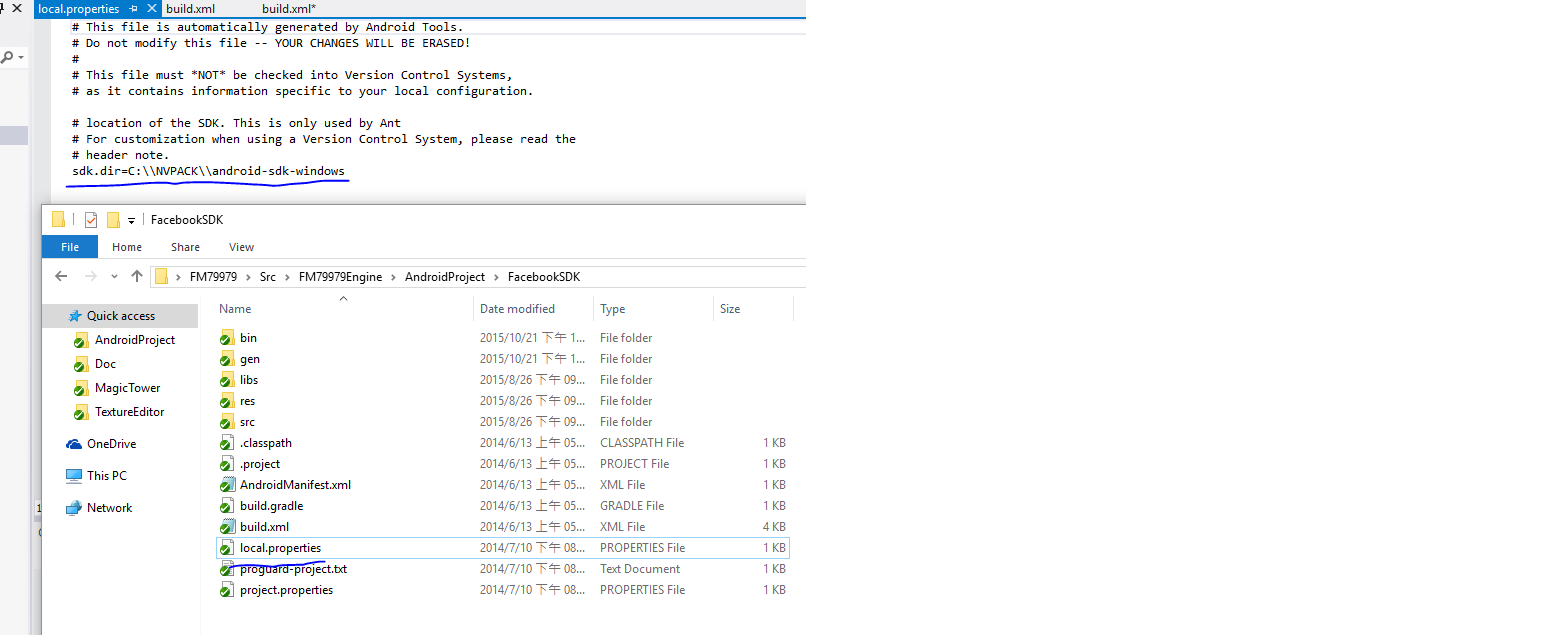 local.properties build.xml build.xml*
# This file is automatically generated by Android Tools.
# Do not modify this file -- YOUR CHANGES WILL BE ERASED!
#
# This file must *NOT* be checked into Version Control Systems,
# as it contains information specific to your local configuration.
# location of the SDK. This is only used by Ant
# For customization when using a Version Control System, please read the
# header note.
sdk.dir=C:\\NVPACK\\android-sdk-windows
FacebookSDK
File Home Share View
FM79979 Src FM79979Engine AndroidProject FacebookSDK
Quick access
AndroidProject
Doc
MagicTower
TextureEditor
OneDrive
This PC
Network
Name Date modified Type Size
bin 2015/10/21 下午 1... File folder
gen 2015/10/21 下午 1... File folder
libs 2015/8/26 下午 09... File folder
res 2015/8/26 下午 09... File folder
src 2015/8/26 下午 09... File folder
.classpath 2014/6/13 上午 05... CLASSPATH File 1 KB
.project 2014/6/13 上午 05... PROJECT File 1 KB
AndroidManifest.xml 2014/6/13 上午 05... XML File 1 KB
build.gradle 2014/6/13 上午 05... GRADLE File 1 KB
build.xml 2014/6/13 上午 05... XML File 4 KB
local.properties 2014/7/10 下午 08... PROPERTIES File 1 KB
proguard-project.txt 2014/7/10 下午 08... Text Document 1 KB
project.properties 2014/7/10 下午 08... PROPERTIES File 1 KB